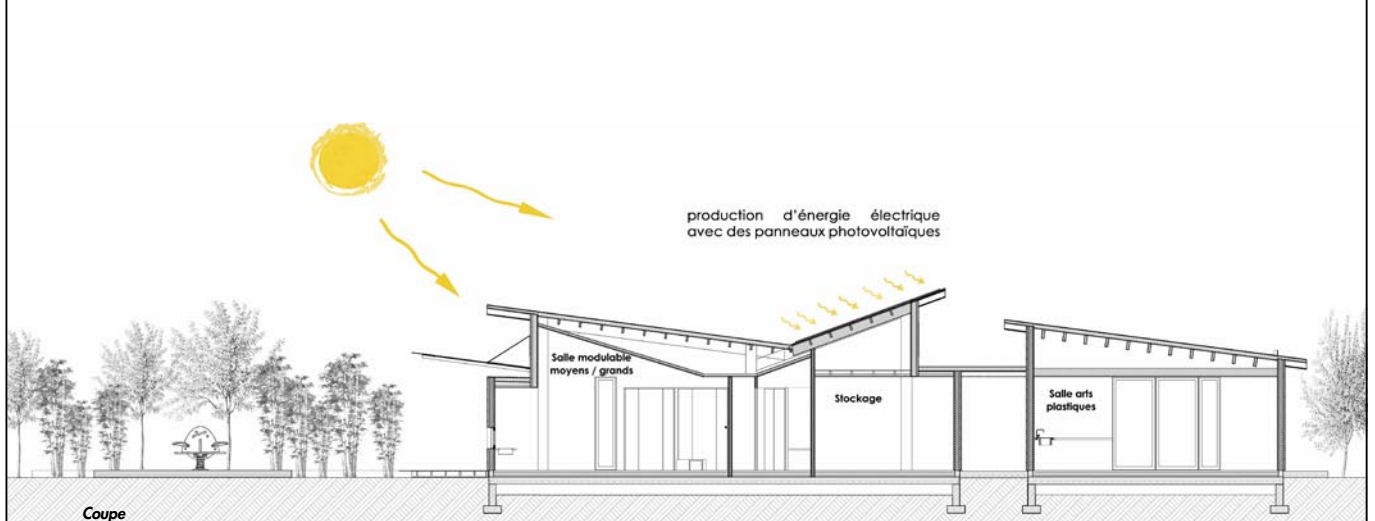 production d'énergie électrique
avec des panneaux photovoltaïques
Salle modulable
moyens / grands
Stockage
Salle arts
plastiques
Coupe